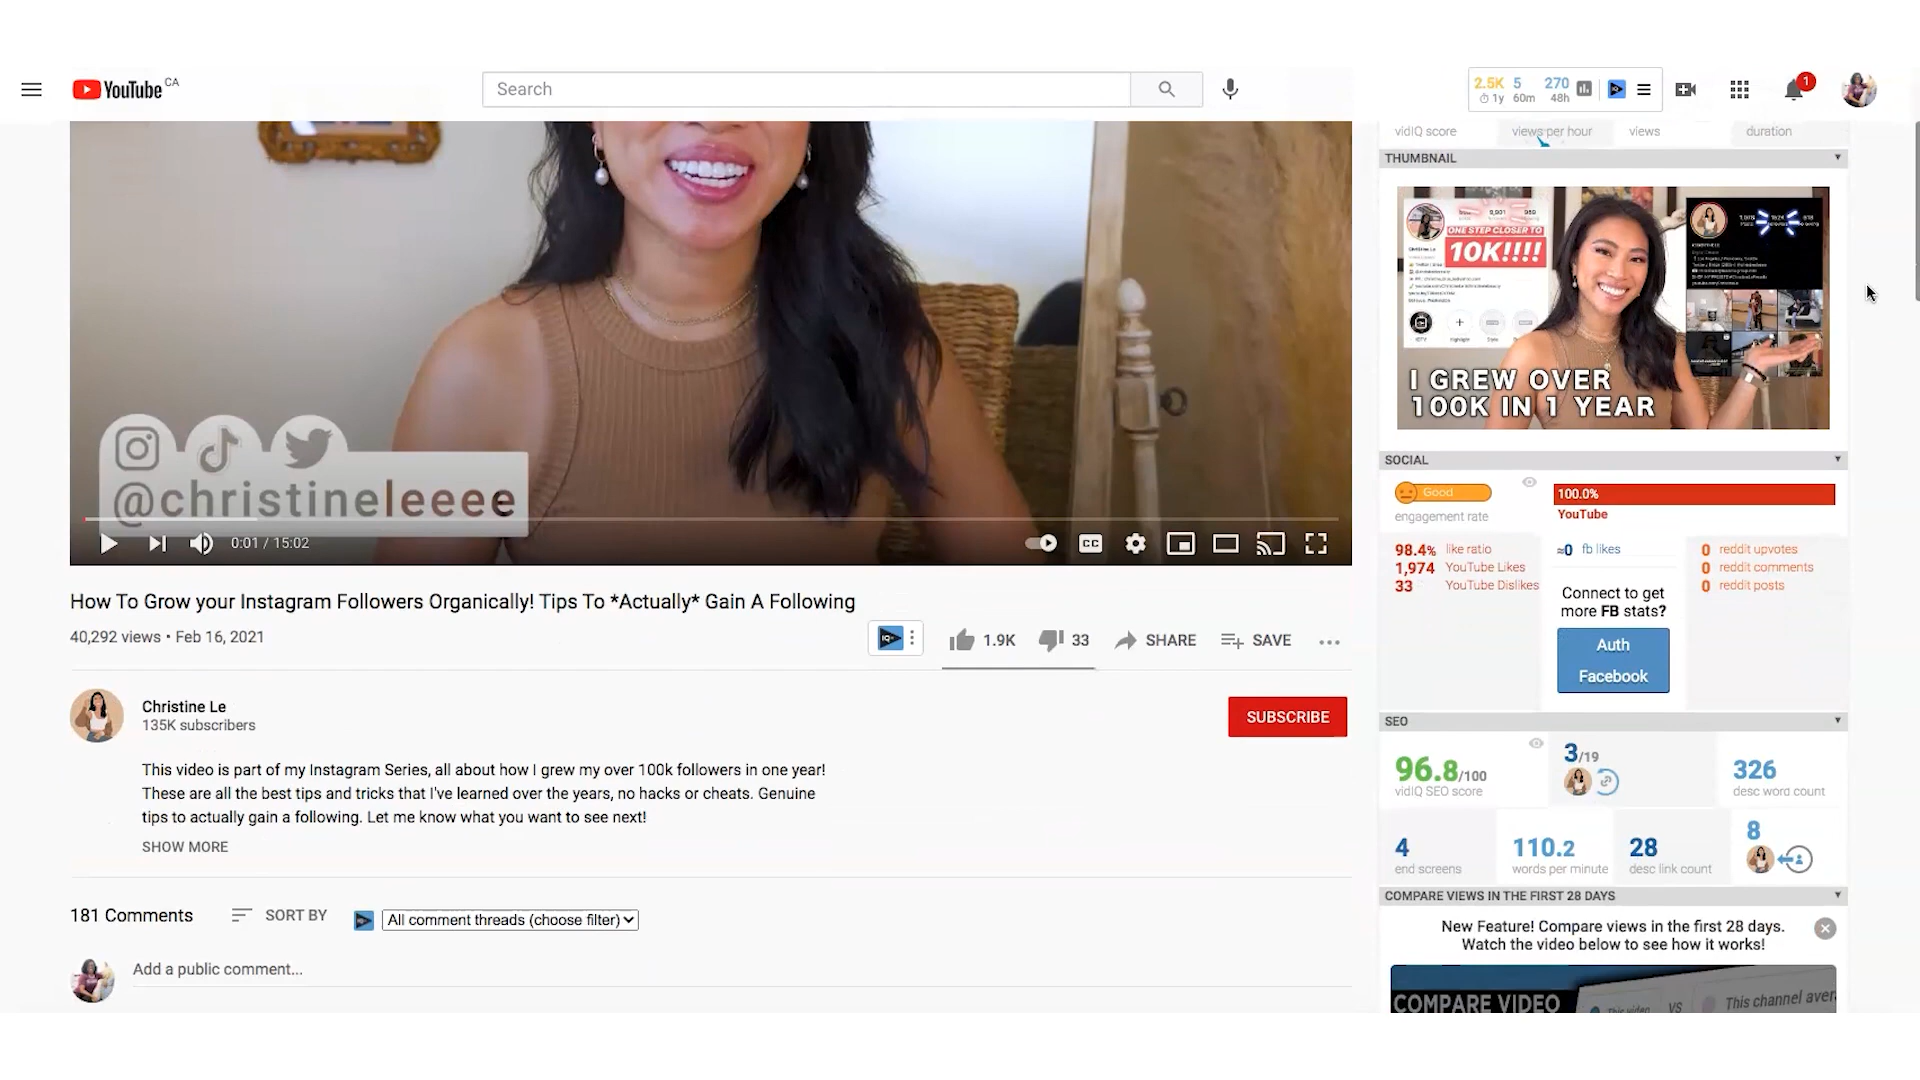 YouTube CA
Search
2.5K 5 270
1y 60m 48h
1
@christineleeee
0:01 / 15:02
CC
How To Grow your Instagram Followers Organically! Tips To *Actually* Gain A Following
40,292 views • Feb 16, 2021
IQ
1.9K 33 SHARE SAVE
Christine Le
135K subscribers
SUBSCRIBE
This video is part of my Instagram Series, all about how I grew my over 100k followers in one year!
These are all the best tips and tricks that I've learned over the years, no hacks or cheats. Genuine
tips to actually gain a following. Let me know what you want to see next!
SHOW MORE
181 Comments SORT BY All comment threads (choose filter)
Add a public comment...
vidIQ score views per hour views duration
THUMBNAIL
ONE STEP CLOSER TO
10K!!!!
I GREW OVER
100K IN 1 YEAR
SOCIAL
Good
engagement rate
100.0%
YouTube
98.4% like ratio
1,974 YouTube Likes
33 YouTube Dislikes
≈0 fb likes
Connect to get
more FB stats?
Auth
Facebook
0 reddit upvotes
0 reddit comments
0 reddit posts
SEO
96.8/100
vidIQ SEO score
3/19
326
desc word count
4
end screens
110.2
words per minute
28
desc link count
8
COMPARE VIEWS IN THE FIRST 28 DAYS
New Feature! Compare views in the first 28 days.
Watch the video below to see how it works!
COMPARE VIDEO
This video VS This channel aver